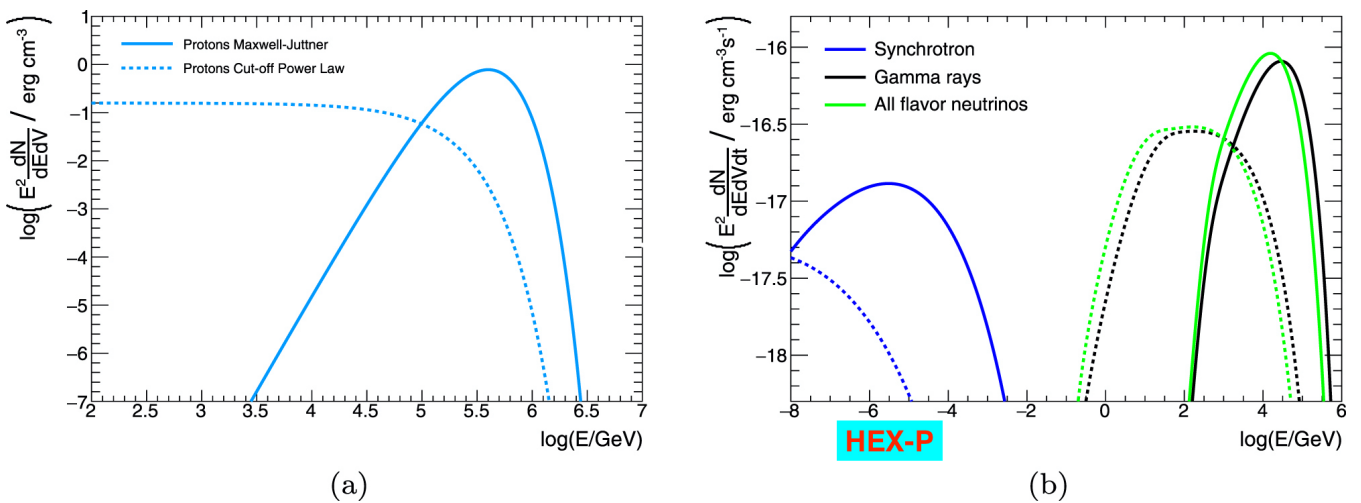 log( E² dN/dEdV / erg cm⁻³ )
1
0
−1
−2
−3
−4
−5
−6
−7
Protons Maxwell-Juttner
Protons Cut-off Power Law
2 2.5 3 3.5 4 4.5 5 5.5 6 6.5 7
log(E/GeV)
(a)
log( E² dN/dEdVdt / erg cm⁻³s⁻¹ )
−16
−16.5
−17
−17.5
−18
Synchrotron
Gamma rays
All flavor neutrinos
−8 −6 −4 −2 0 2 4 6
HEX-P
log(E/GeV)
(b)